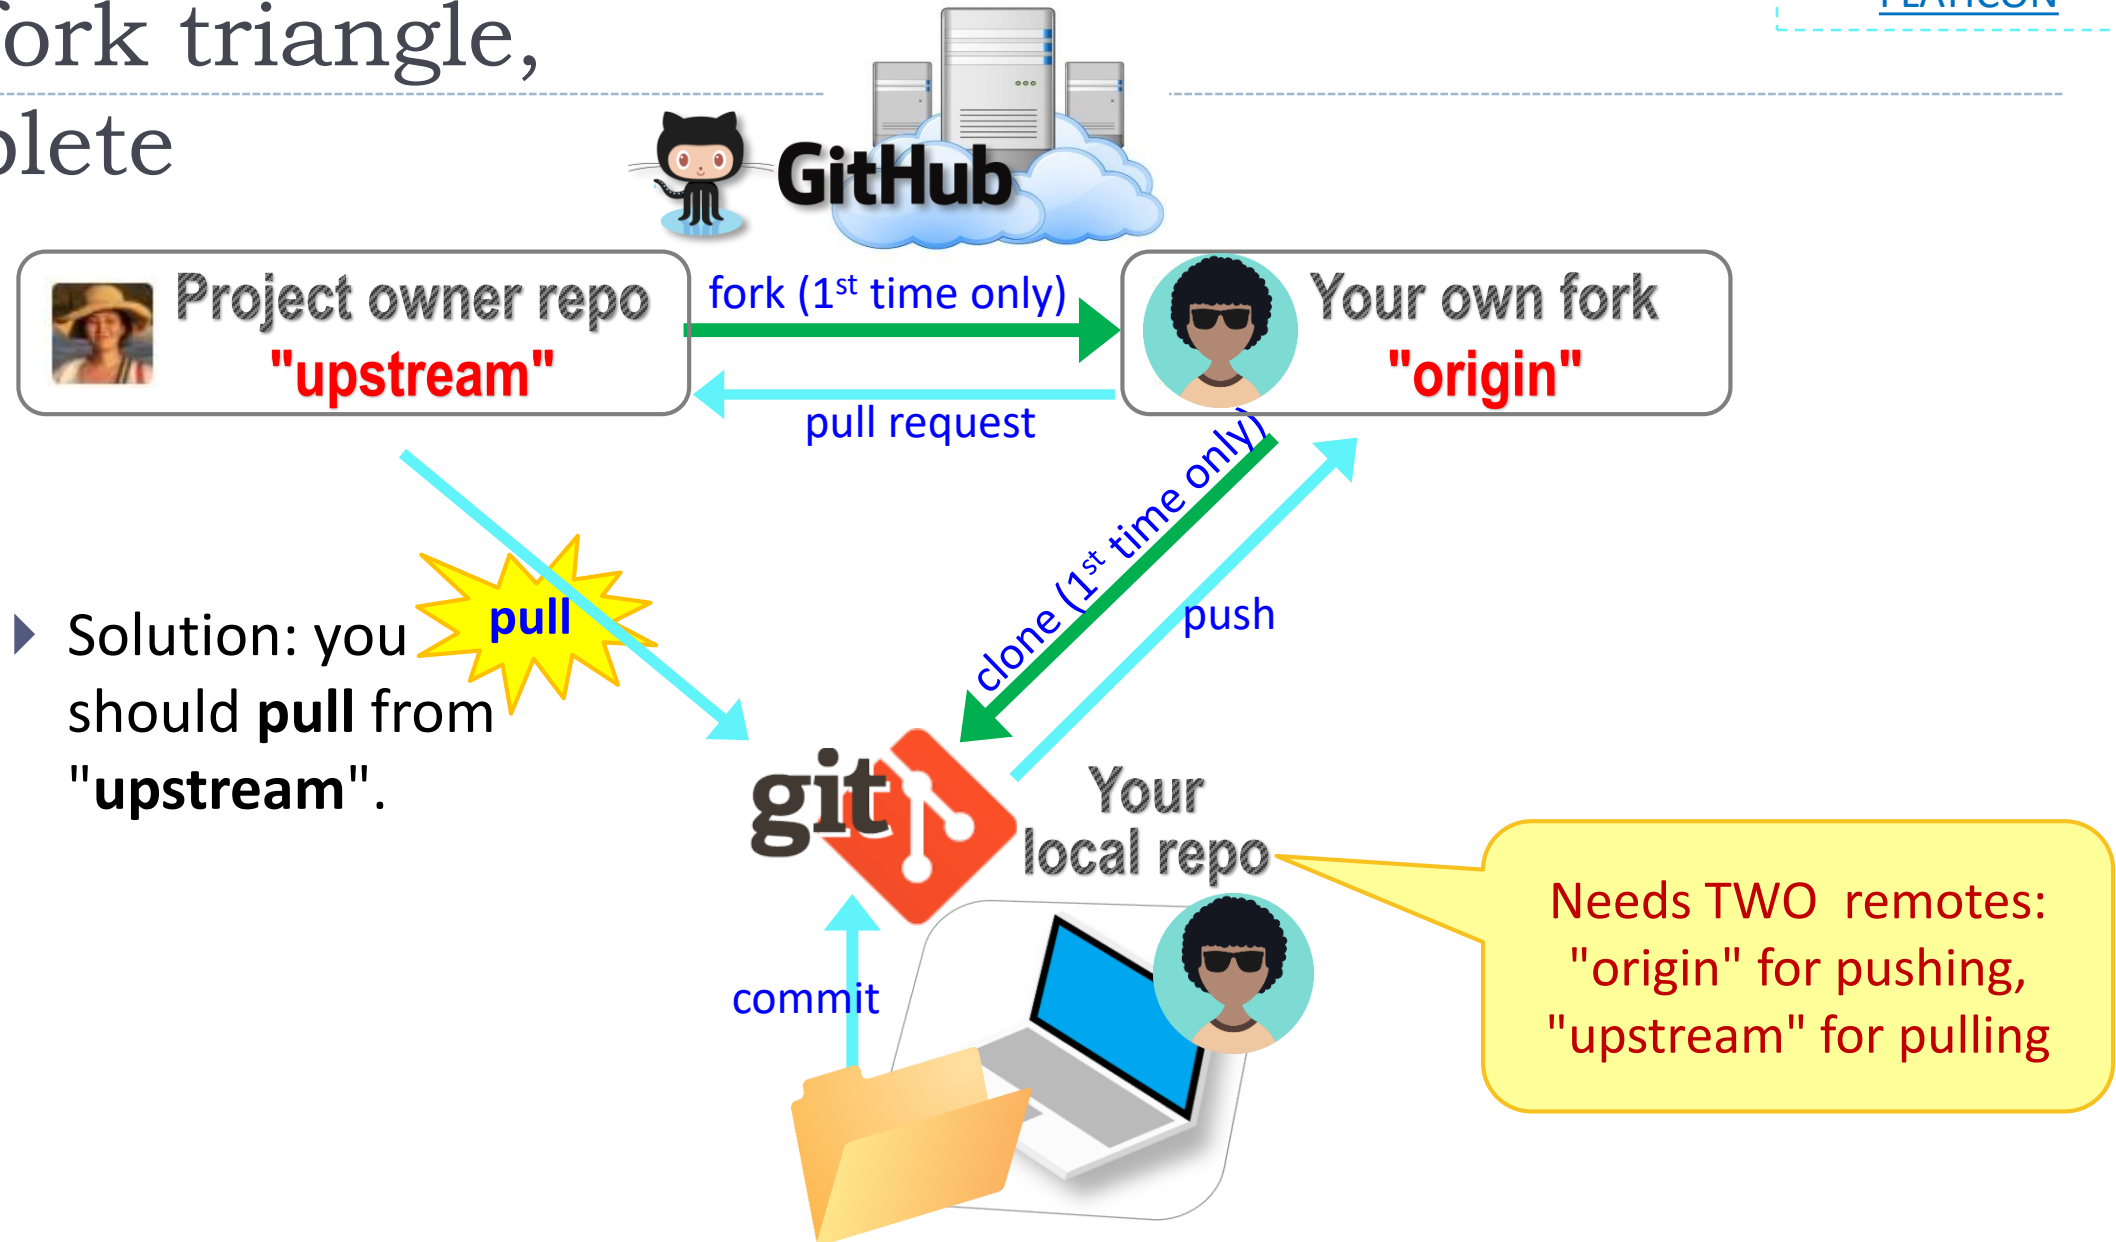 fork triangle,
plete
FLATICON
GitHub
Project owner repo
"upstream"
fork (1st time only)
Your own fork
"origin"
pull request
clone (1st time only)
push
pull
Solution: you
should pull from
"upstream".
git
Your
local repo
Needs TWO remotes:
"origin" for pushing,
"upstream" for pulling
commit